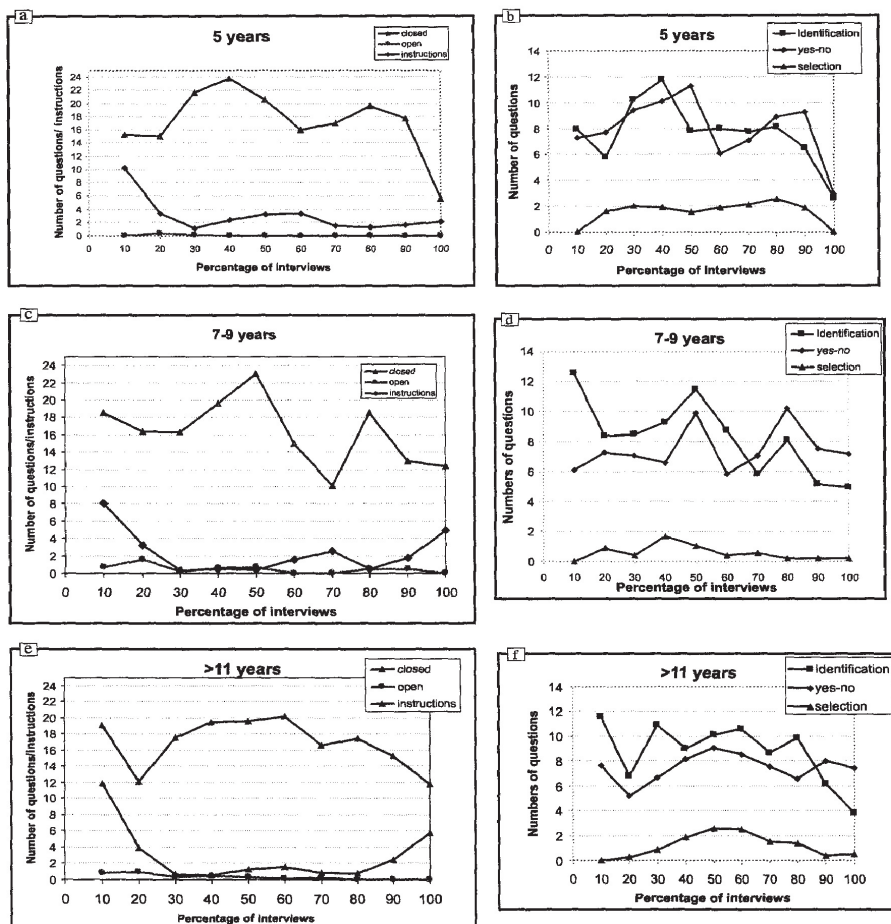 a
5 years
closed
open
instructions
Number of questions/ instructions
24
22
20
18
16
14
12
10
8
6
4
2
0
0 10 20 30 40 50 60 70 80 90 100
Percentage of interviews
b
5 years
Identification
yes-no
selection
Number of questions
14
12
10
8
6
4
2
0
0 10 20 30 40 50 60 70 80 90 100
Percentage of Interviews
c
7-9 years
closed
open
instructions
Number of questions/instructions
24
22
20
18
16
14
12
10
8
6
4
2
0
0 10 20 30 40 50 60 70 80 90 100
Percentage of interviews
d
7-9 years
Identification
yes-no
selection
Numbers of questions
14
12
10
8
6
4
2
0
0 10 20 30 40 50 60 70 80 90 100
Percentage of interviews
e
>11 years
closed
open
instructions
Number of questions/instructions
24
22
20
18
16
14
12
10
8
6
4
2
0
0 10 20 30 40 50 60 70 80 90 100
Percentage of interviews
f
>11 years
identification
yes-no
selection
Numbers of questions
14
12
10
8
6
4
2
0
0 10 20 30 40 50 60 70 80 90 100
Percentage of interviews